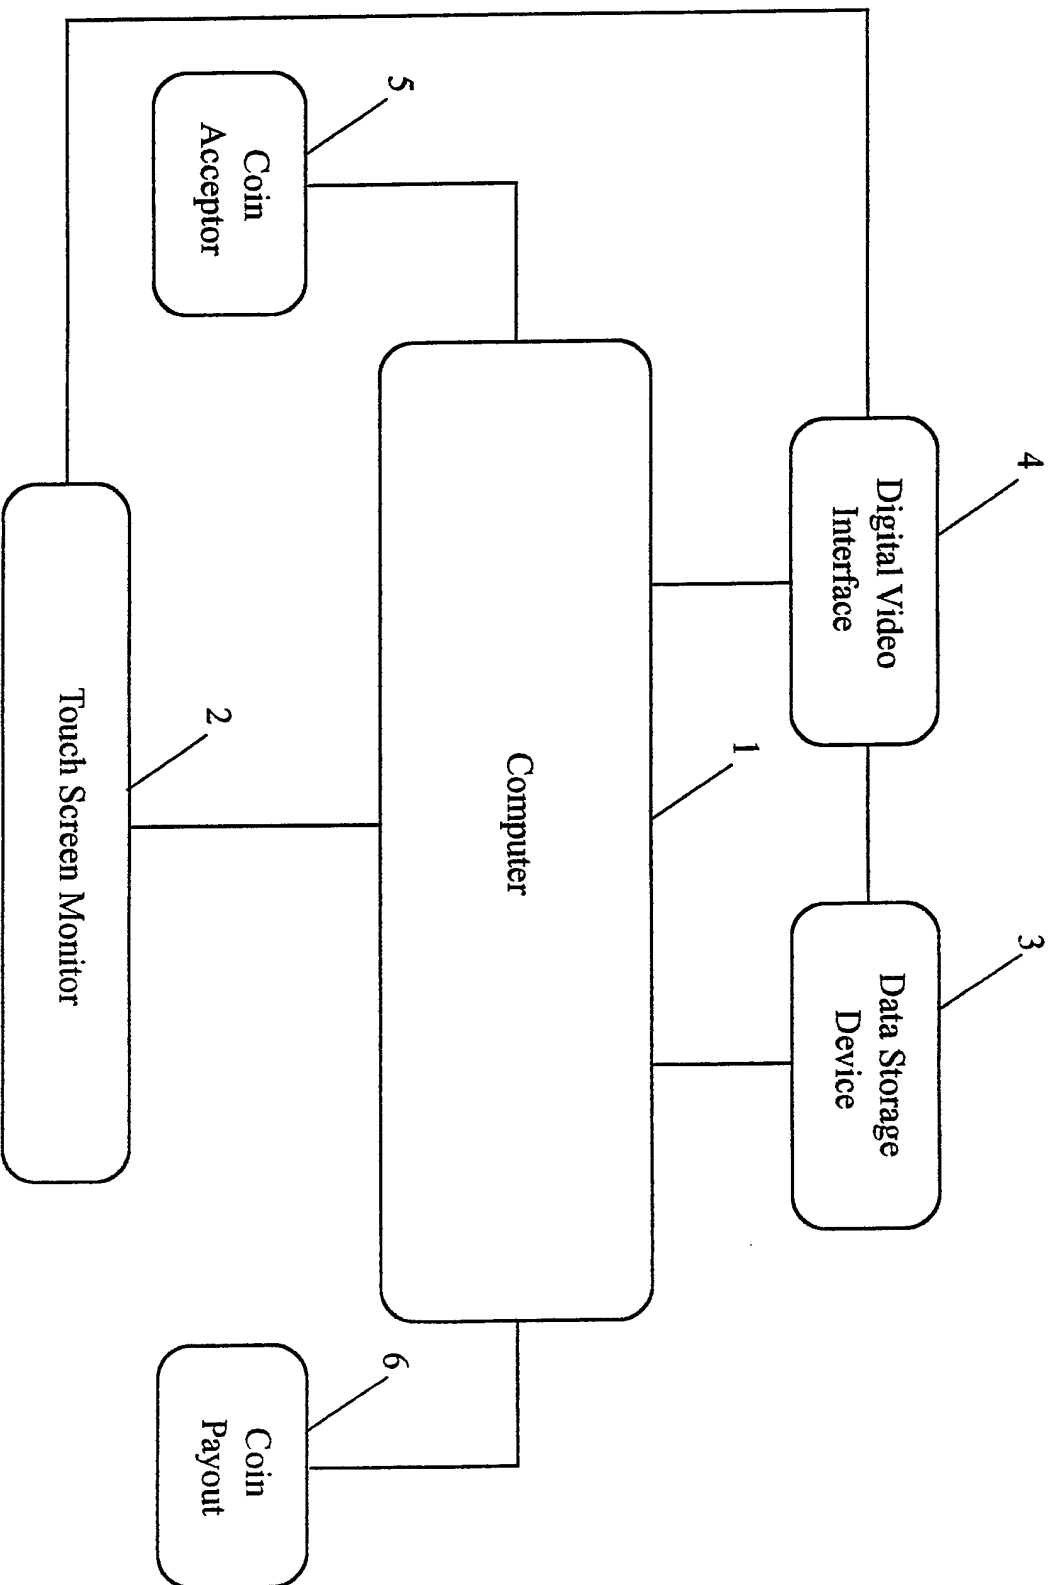 4
Digital Video
Interface
3
Data Storage
Device
1
Computer
5
Coin
Acceptor
6
Coin
Payout
2
Touch Screen Monitor